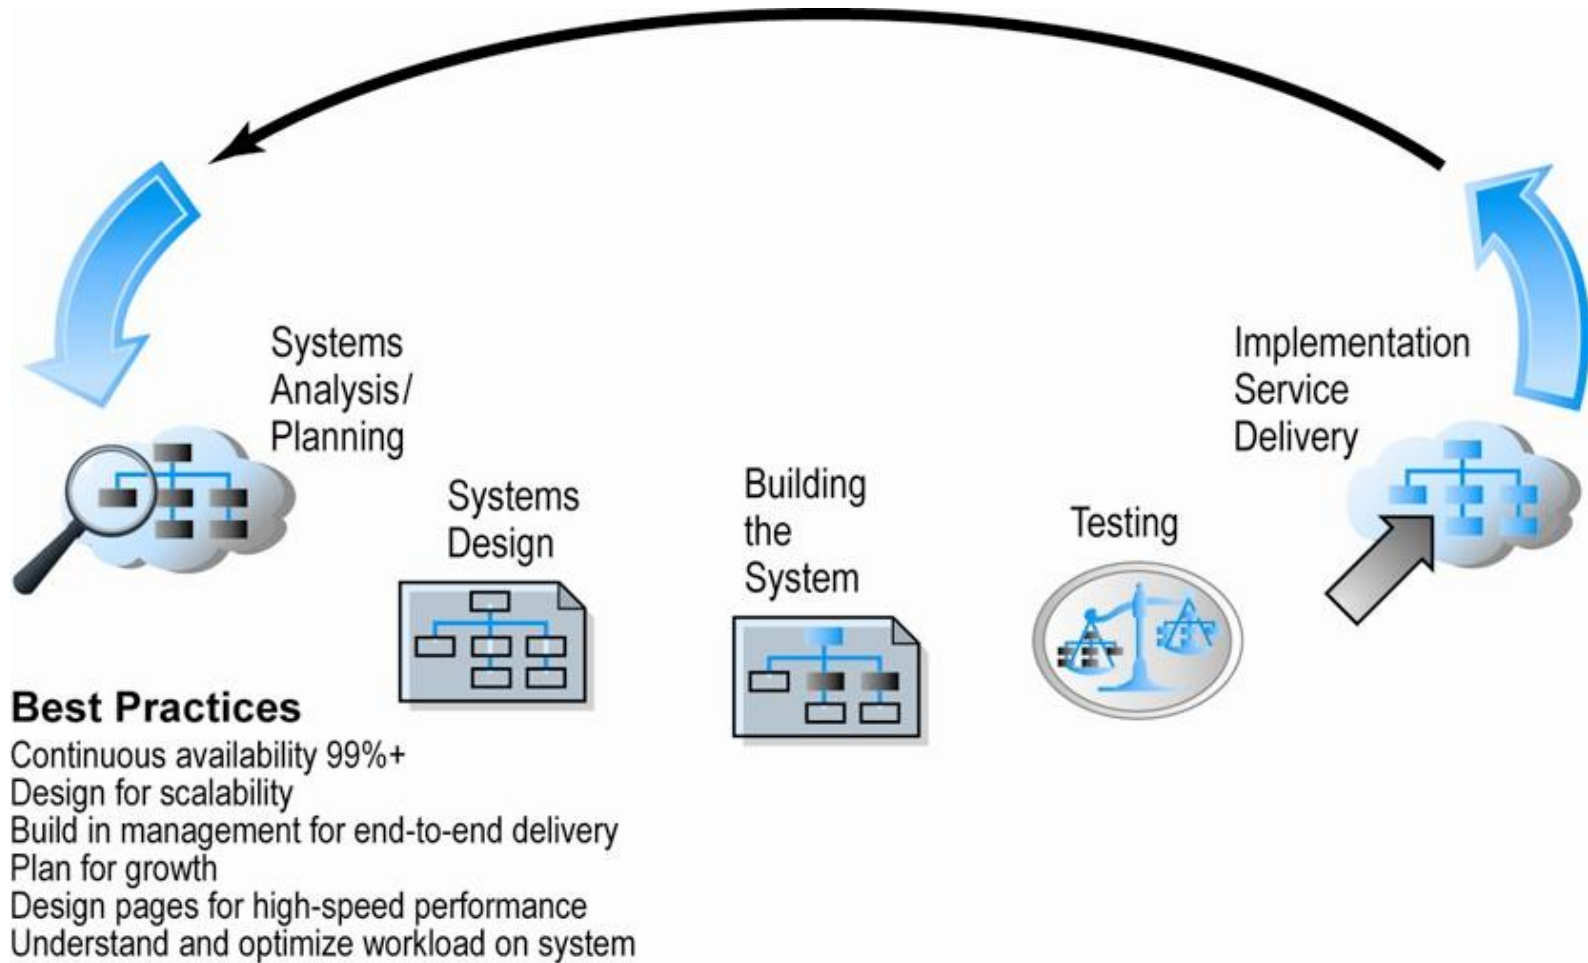 Systems
Analysis/
Planning
Systems
Design
Building
the
System
Testing
Implementation
Service
Delivery
Best Practices
Continuous availability 99%+
Design for scalability
Build in management for end-to-end delivery
Plan for growth
Design pages for high-speed performance
Understand and optimize workload on system